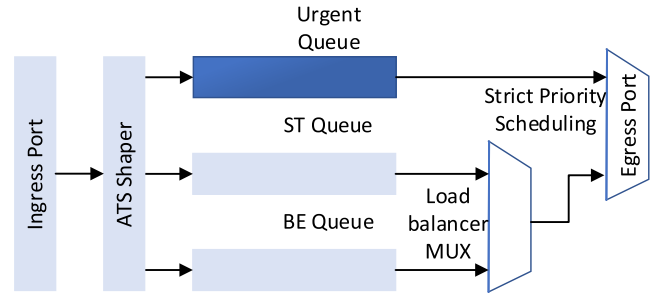 Urgent
Queue
Ingress Port
ATS Shaper
Strict Priority
Scheduling
Egress Port
ST Queue
Load
balancer
MUX
BE Queue